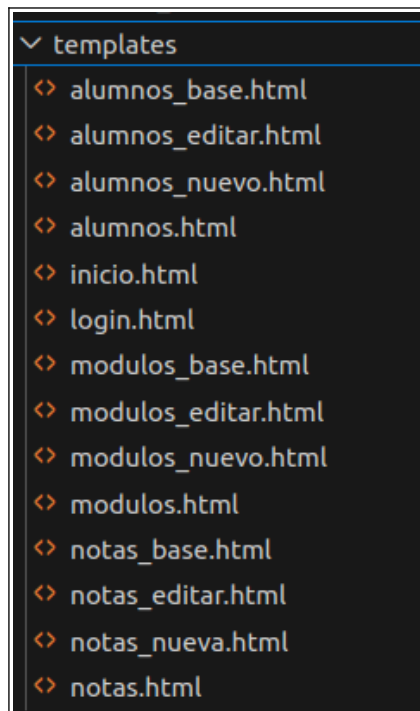 templates
alumnos_base.html
alumnos_editar.html
alumnos_nuevo.html
alumnos.html
inicio.html
login.html
modulos_base.html
modulos_editar.html
modulos_nuevo.html
modulos.html
notas_base.html
notas_editar.html
notas_nueva.html
notas.html